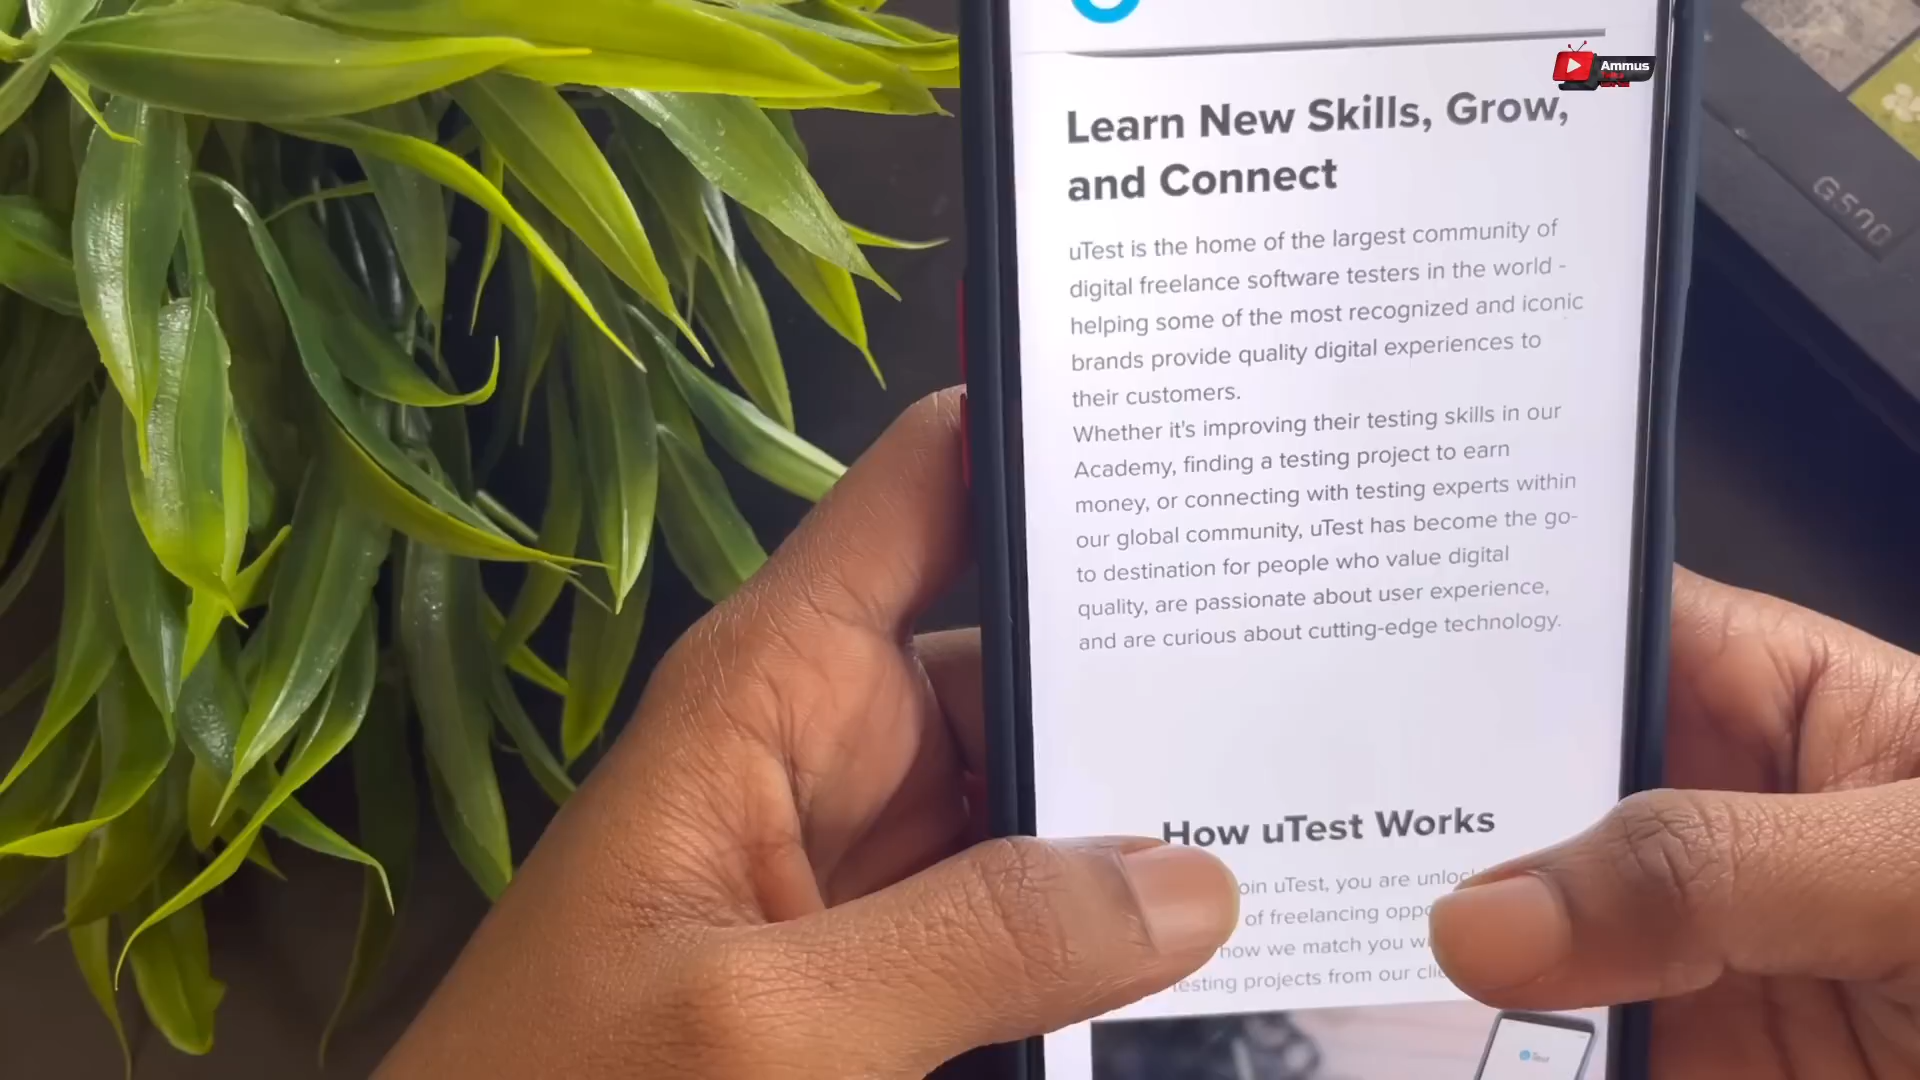 Ammus
Learn New Skills, Grow,
and Connect
G500
uTest is the home of the largest community of
digital freelance software testers in the world -
helping some of the most recognized and iconic
brands provide quality digital experiences to
their customers.
Whether it's improving their testing skills in our
Academy, finding a testing project to earn
money, or connecting with testing experts within
our global community, uTest has become the go-
to destination for people who value digital
quality, are passionate about user experience,
and are curious about cutting-edge technology.
How uTest Works
oin uTest, you are unloc
of freelancing oppo
how we match you w
testing projects from our clie